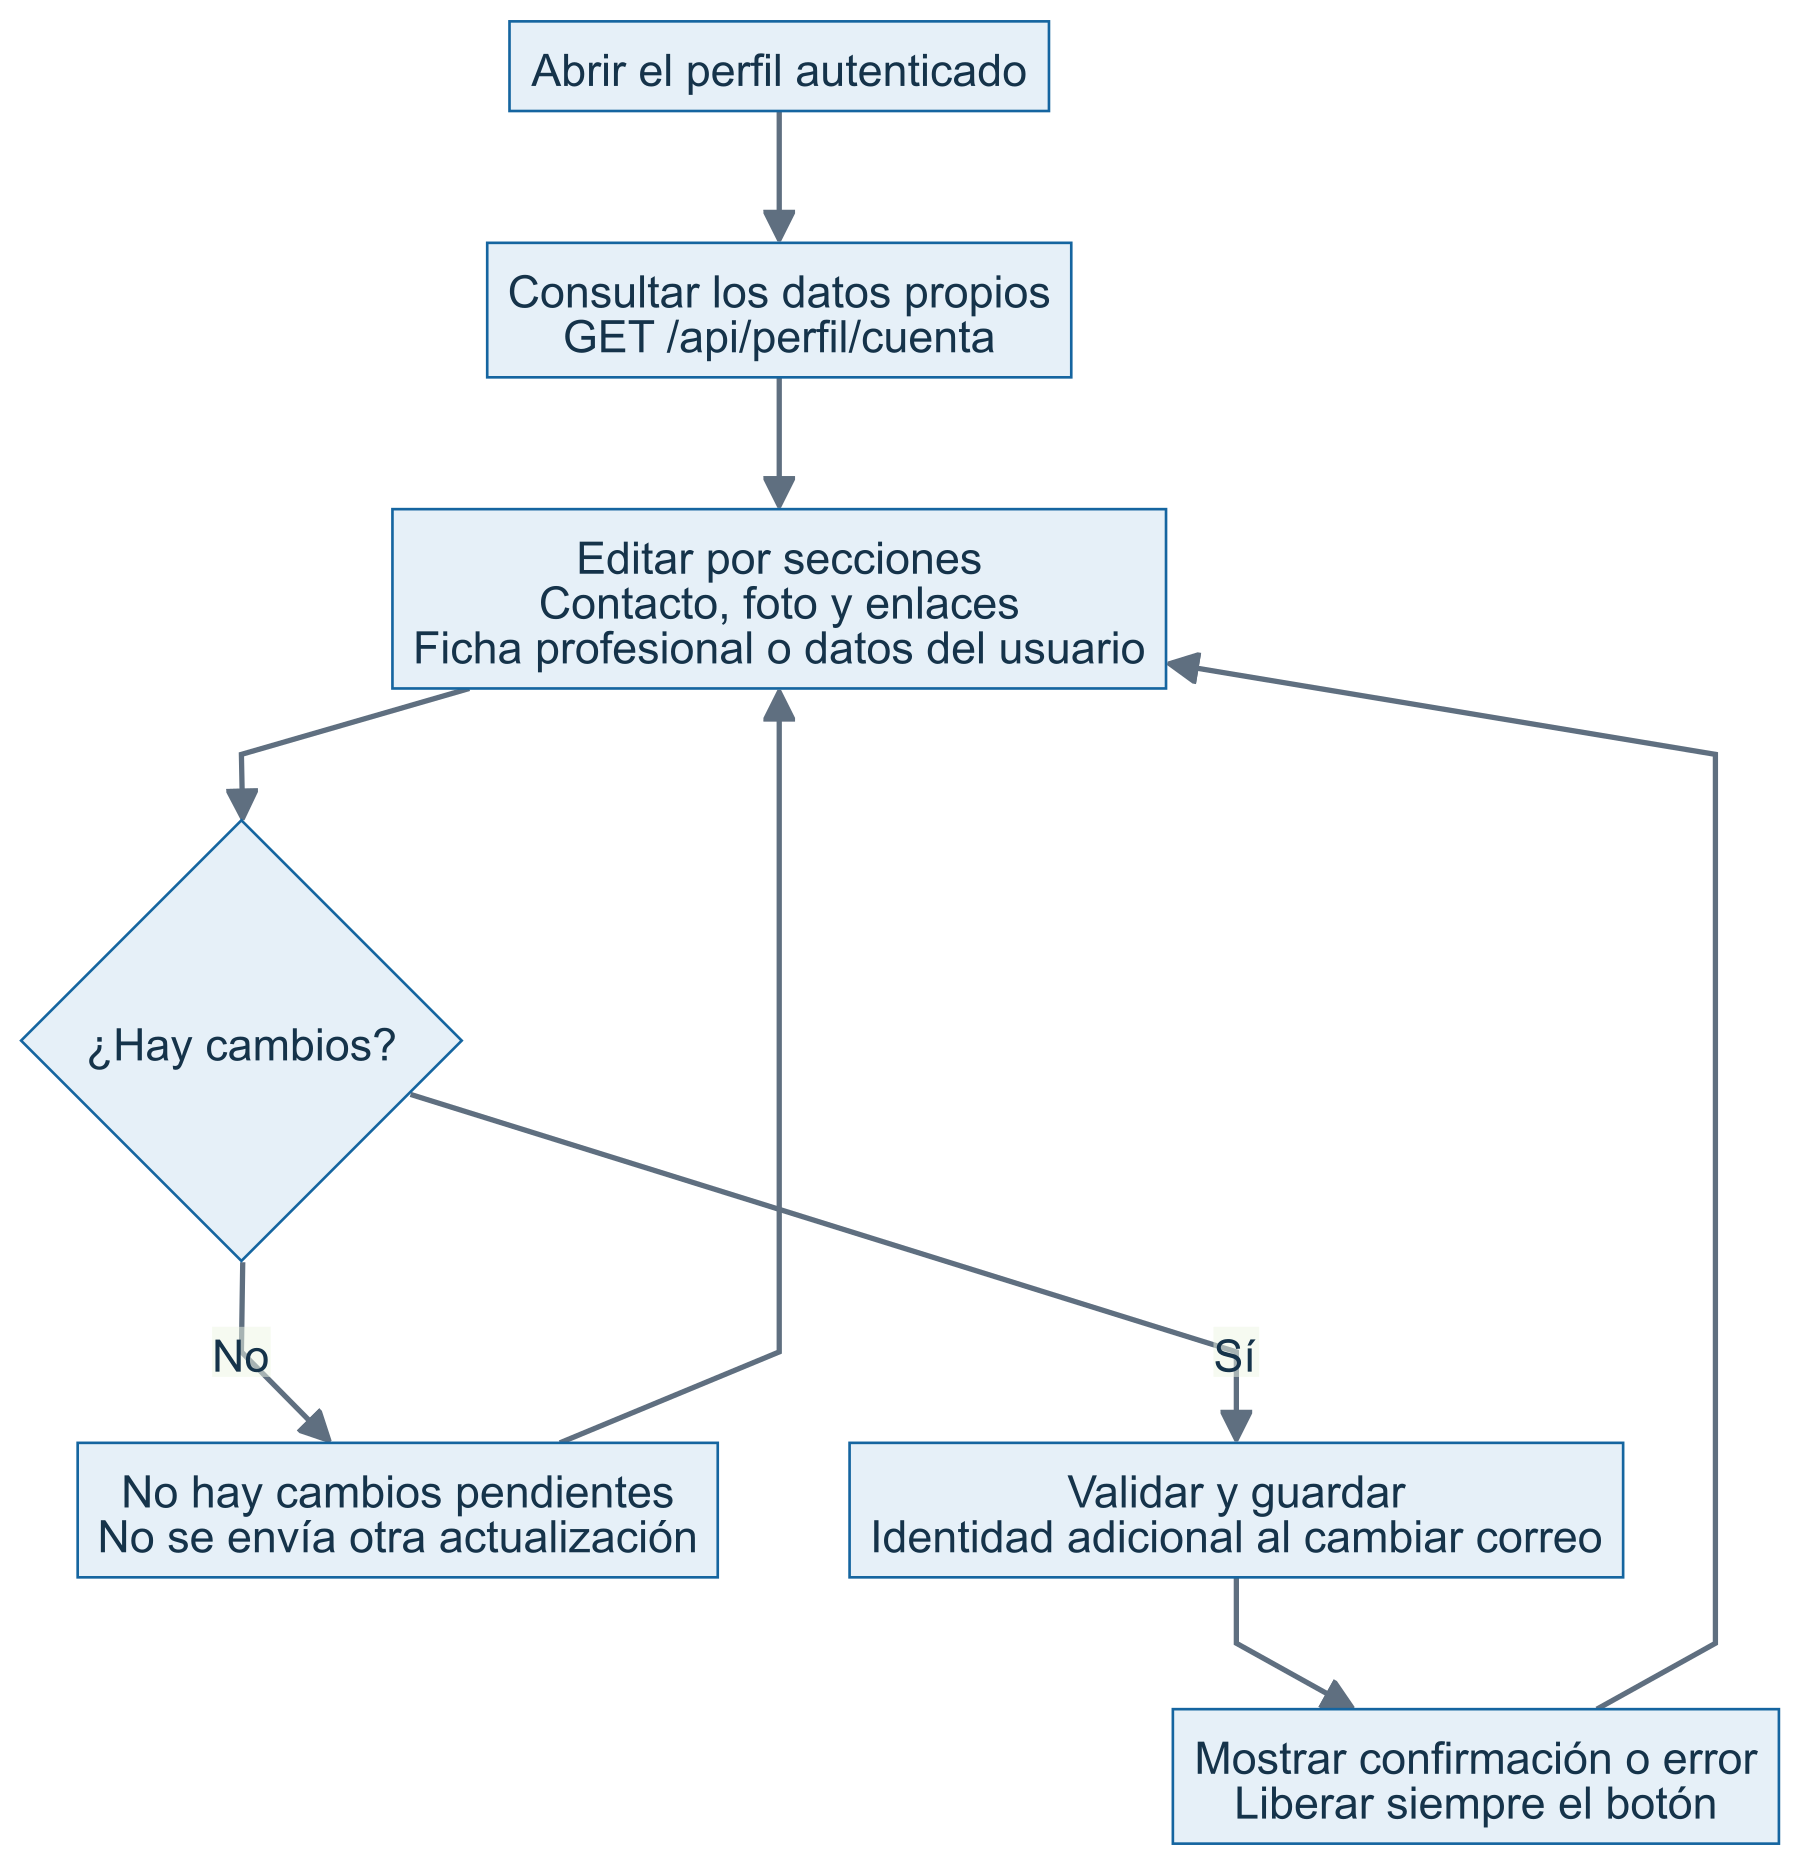 Abrir el perfil autenticado
Consultar los datos propios
GET /api/perfil/cuenta
Editar por secciones
Contacto, foto y enlaces
Ficha profesional o datos del usuario
¿Hay cambios?
No
Sí
No hay cambios pendientes
No se envía otra actualización
Validar y guardar
Identidad adicional al cambiar correo
Mostrar confirmación o error
Liberar siempre el botón